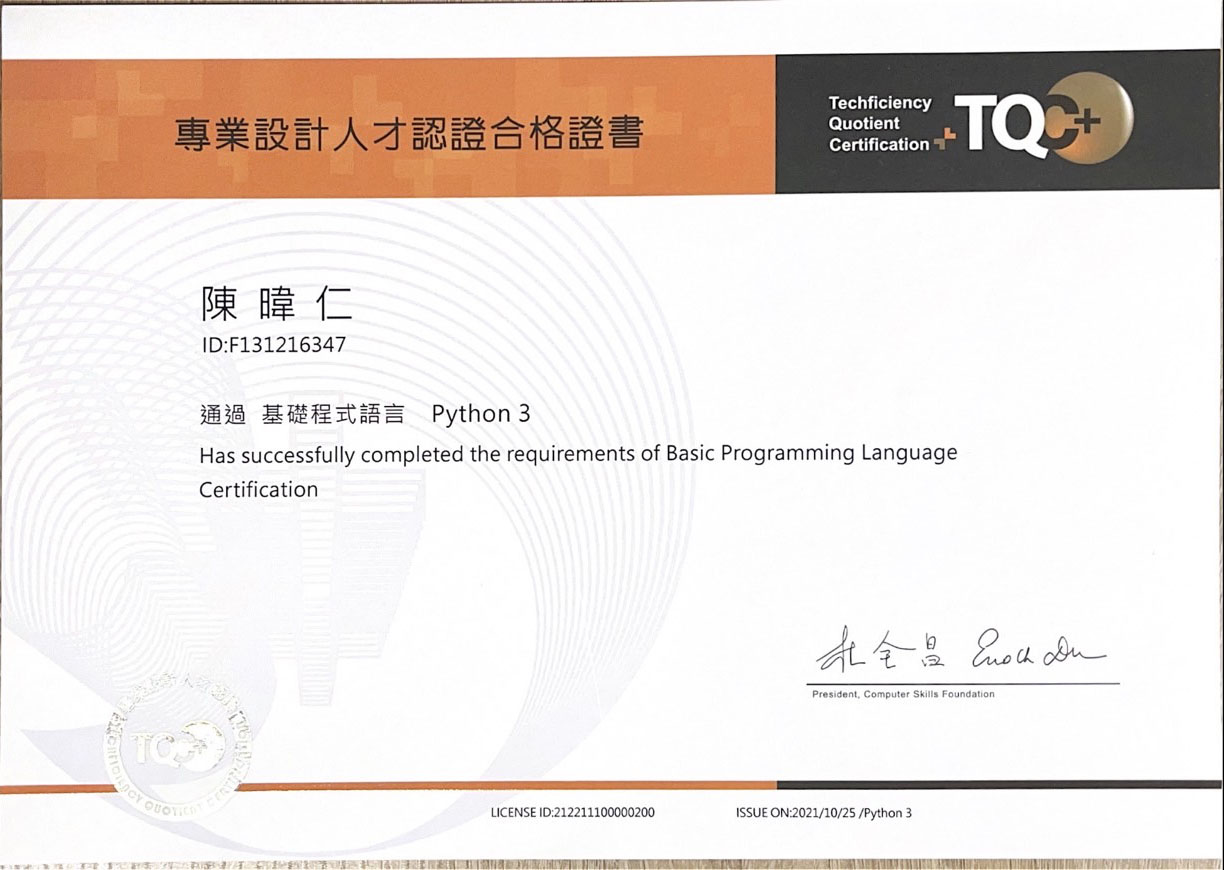 專業設計人才認證合格證書
Techficiency
Quotient
Certification
TQC+
陳暐仁
ID:F131216347
通過 基礎程式語言 Python 3
Has successfully completed the requirements of Basic Programming Language
Certification
杜全昌 Enoch Du
President, Computer Skills Foundation
TQC+
LICENSE ID:212211100000200
ISSUE ON:2021/10/25 /Python 3